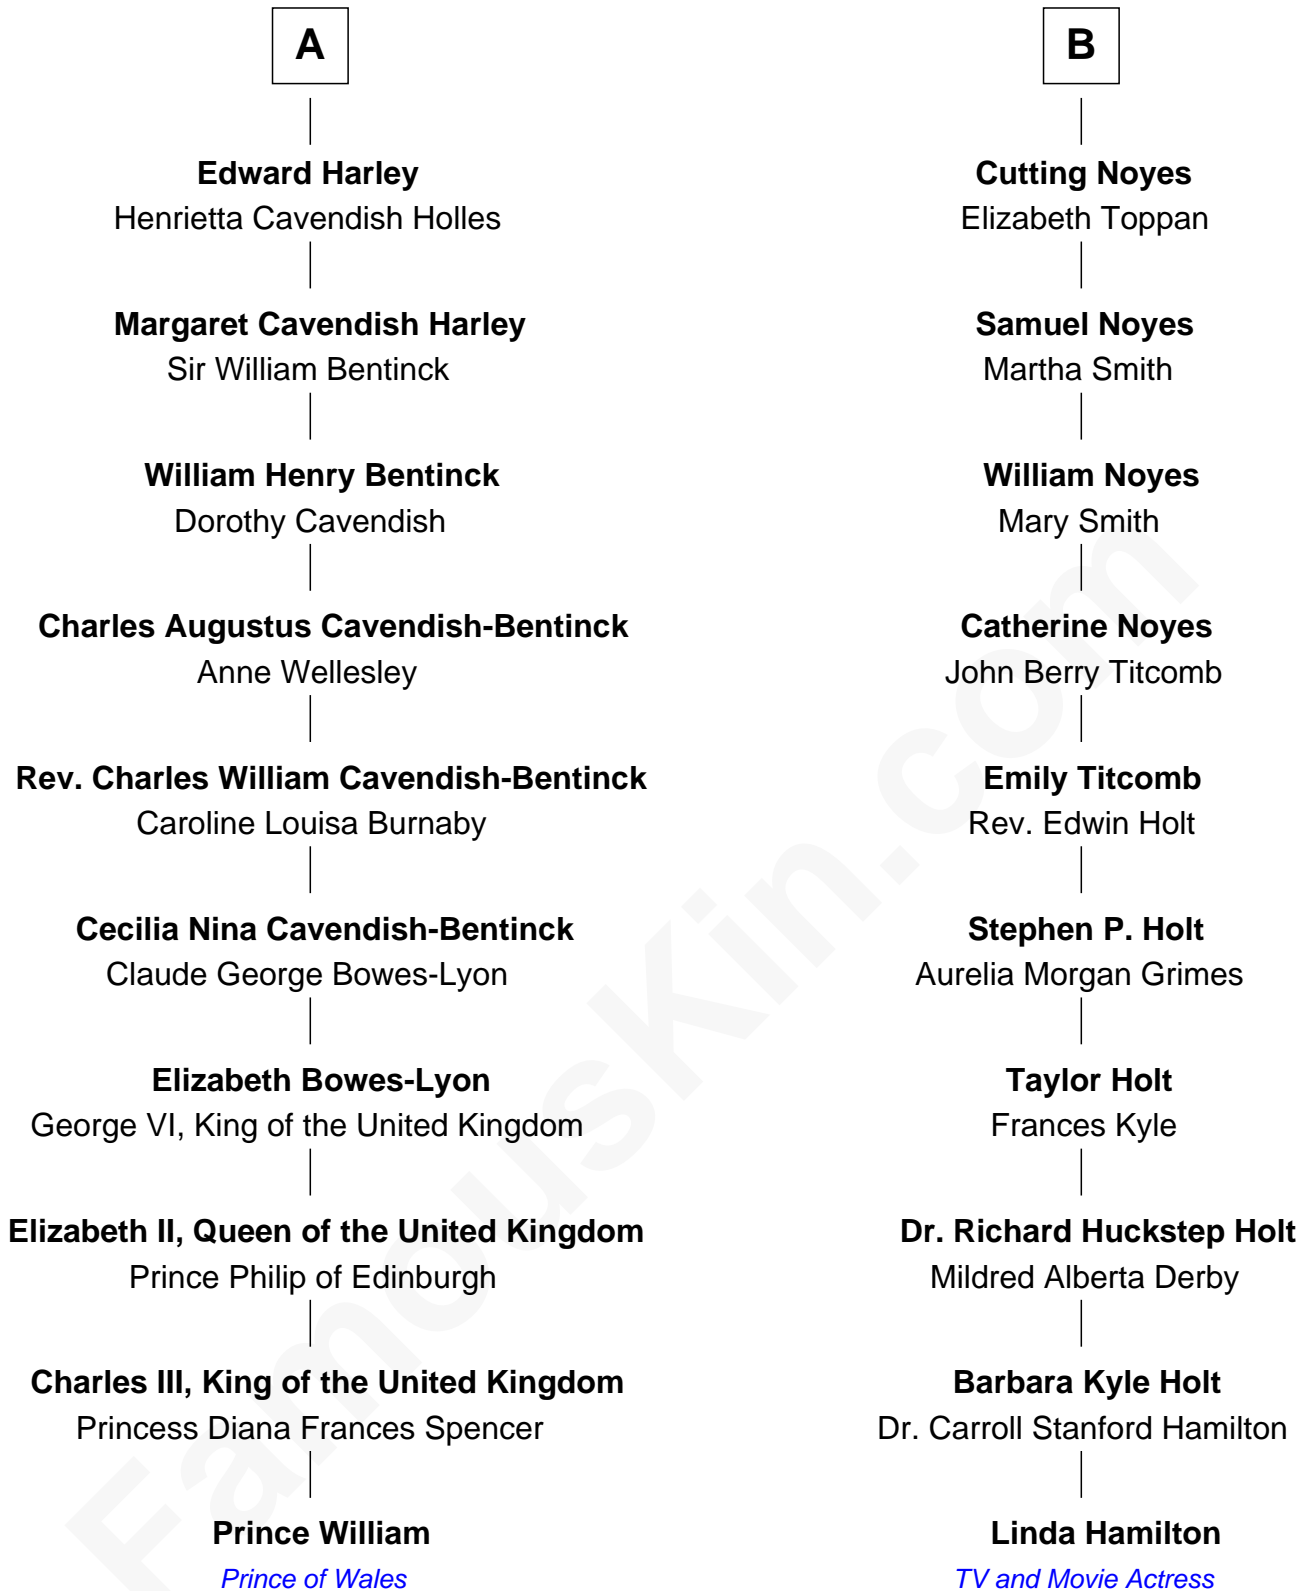 A
Edward Harley
Henrietta Cavendish Holles
Margaret Cavendish Harley
Sir William Bentinck
William Henry Bentinck
Dorothy Cavendish
Charles Augustus Cavendish-Bentinck
Anne Wellesley
Rev. Charles William Cavendish-Bentinck
Caroline Louisa Burnaby
Cecilia Nina Cavendish-Bentinck
Claude George Bowes-Lyon
Elizabeth Bowes-Lyon
George VI, King of the United Kingdom
Elizabeth II, Queen of the United Kingdom
Prince Philip of Edinburgh
Charles III, King of the United Kingdom
Princess Diana Frances Spencer
Prince William
Prince of Wales
B
Cutting Noyes
Elizabeth Toppan
Samuel Noyes
Martha Smith
William Noyes
Mary Smith
Catherine Noyes
John Berry Titcomb
Emily Titcomb
Rev. Edwin Holt
Stephen P. Holt
Aurelia Morgan Grimes
Taylor Holt
Frances Kyle
Dr. Richard Huckstep Holt
Mildred Alberta Derby
Barbara Kyle Holt
Dr. Carroll Stanford Hamilton
Linda Hamilton
TV and Movie Actress
FamousKin.com